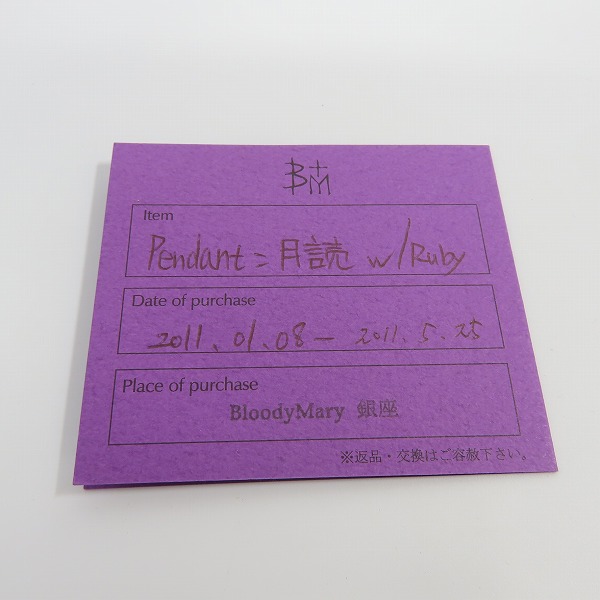 B+M
Item
Pendant = 月読 w/Ruby
Date of purchase
2011.01.08 — 2011.5.25
Place of purchase
BloodyMary 銀座
※返品・交換はご容赦下さい。